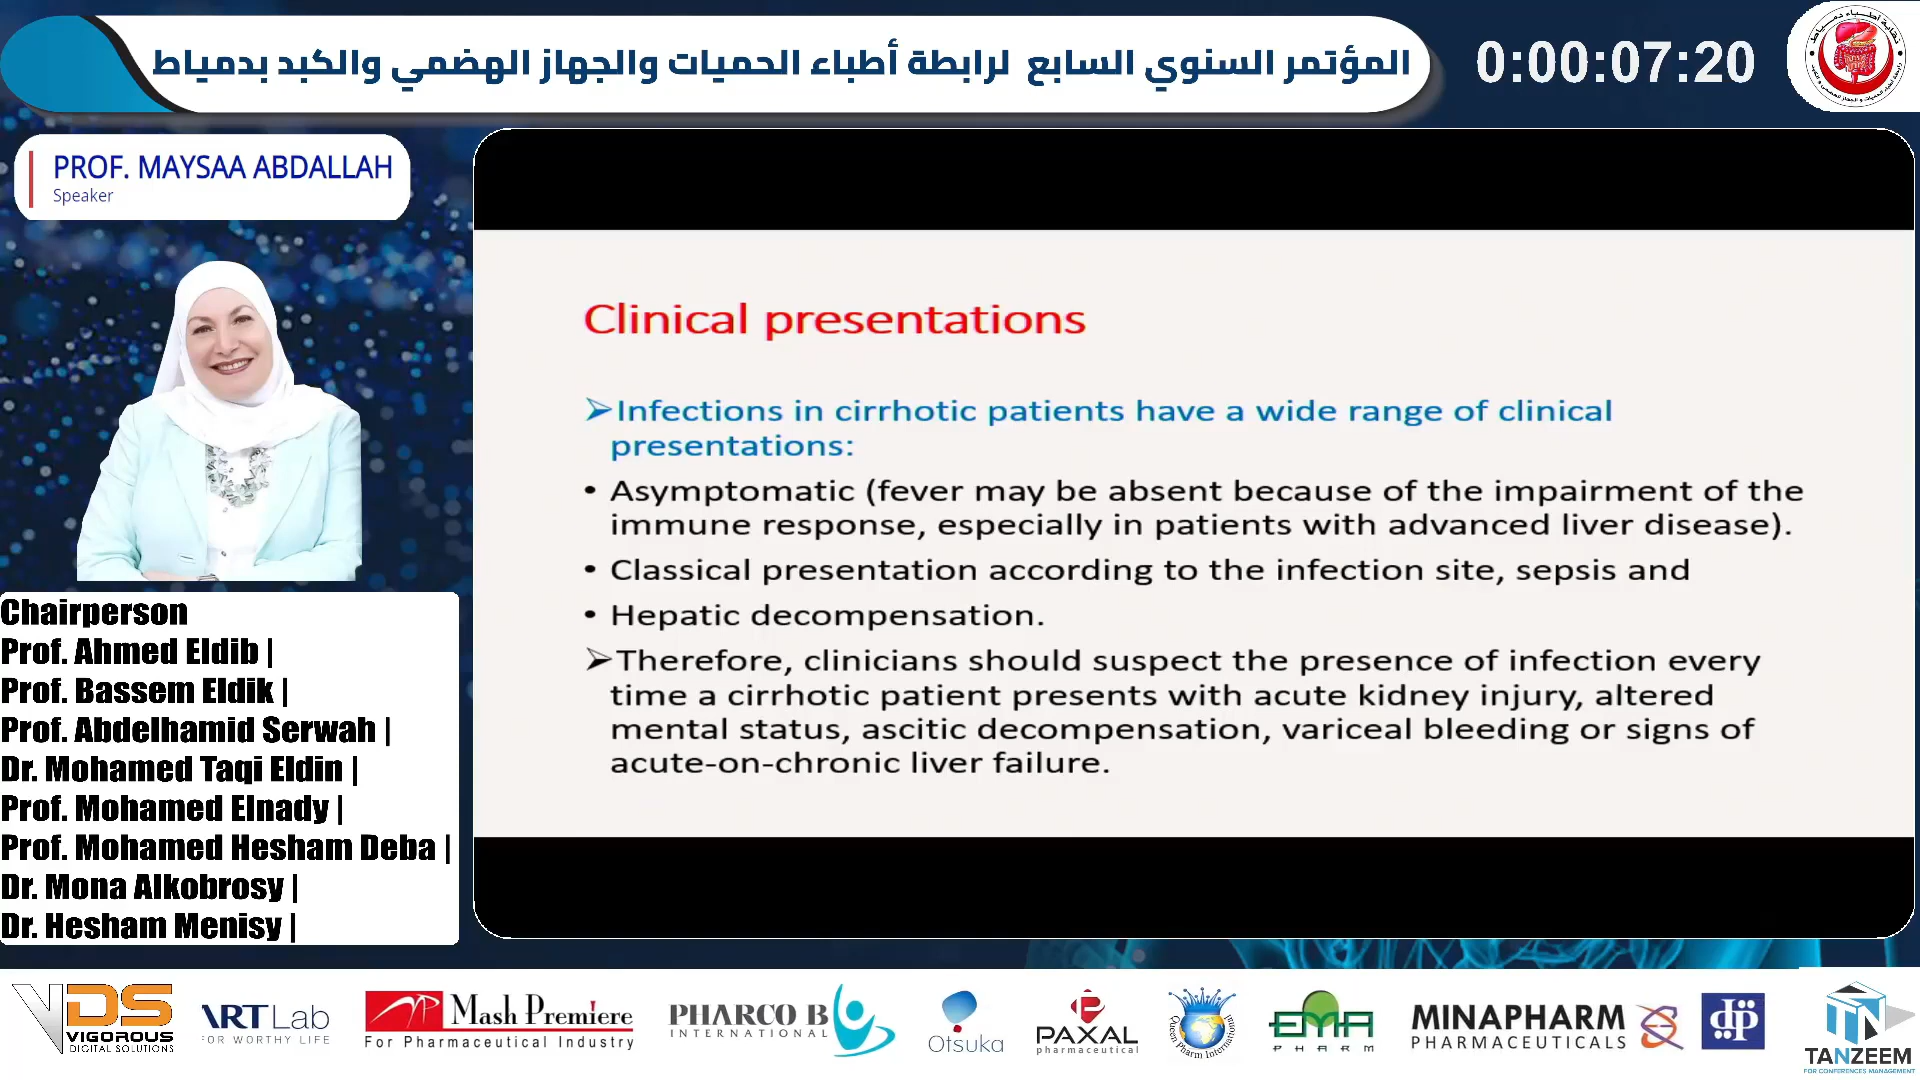 المؤتمر السنوي السابع لرابطة أطباء الحميات والجهاز الهضمي والكبد بدمياط
0:00:07:20
PROF. MAYSAA ABDALLAH
Speaker
Clinical presentations
➢Infections in cirrhotic patients have a wide range of clinical
presentations:
• Asymptomatic (fever may be absent because of the impairment of the
immune response, especially in patients with advanced liver disease).
• Classical presentation according to the infection site, sepsis and
• Hepatic decompensation.
➢Therefore, clinicians should suspect the presence of infection every
time a cirrhotic patient presents with acute kidney injury, altered
mental status, ascitic decompensation, variceal bleeding or signs of
acute-on-chronic liver failure.
Chairperson
Prof. Ahmed Eldib |
Prof. Bassem Eldik |
Prof. Abdelhamid Serwah |
Dr. Mohamed Taqi Eldin |
Prof. Mohamed Elnady |
Prof. Mohamed Hesham Deba |
Dr. Mona Alkobrosy |
Dr. Hesham Menisy |
VDS
VIGOROUS
DIGITAL SOLUTIONS
ARTLab
FOR WORTHY LIFE
Mash Premiere
For Pharmaceutical Industry
PHARCO B
INTERNATIONAL
Otsuka
PAXAL
pharmaceutical
Queen Pharm International
EMA
PHARM
MINAPHARM
PHARMACEUTICALS
TANZEEM
FOR CONFERENCES MANAGEMENT